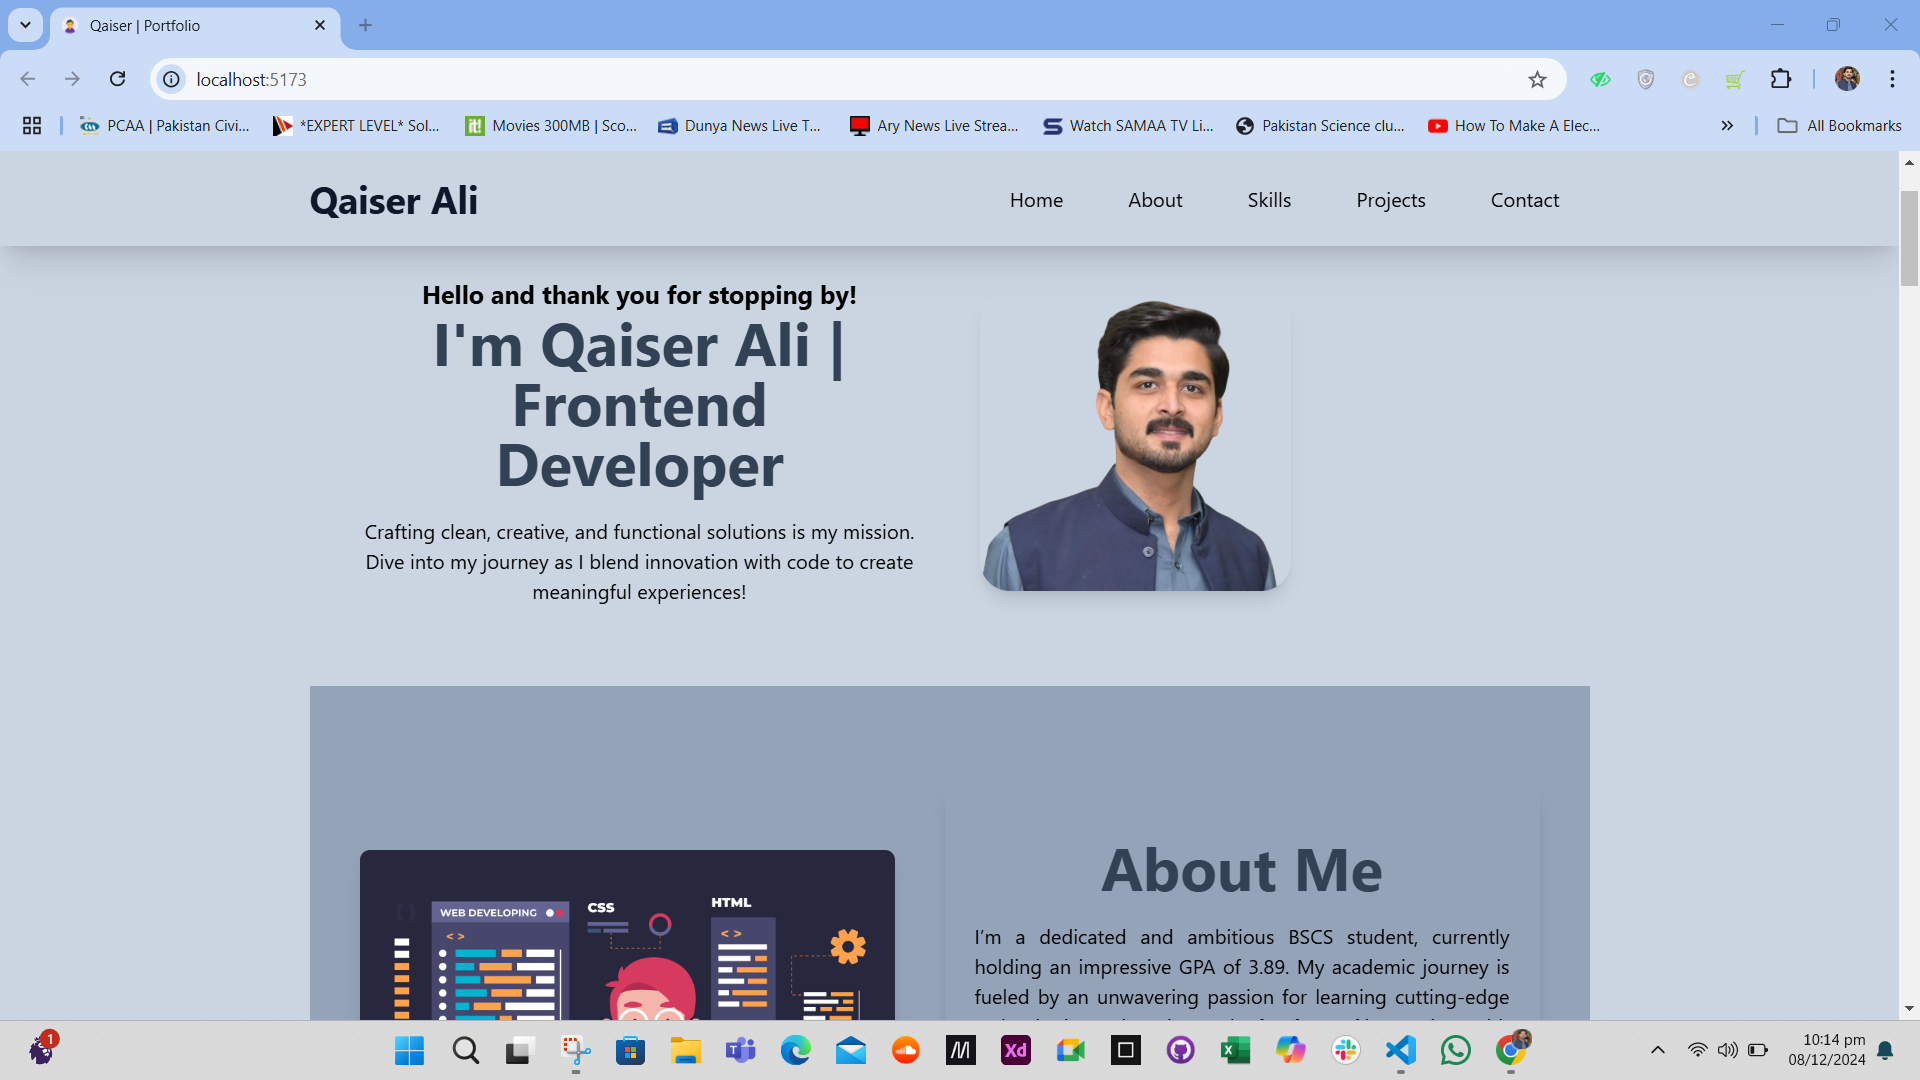 Qaiser | Portfolio
localhost:5173
PCAA | Pakistan Civi...
*EXPERT LEVEL* Sol...
Movies 300MB | Sco...
Dunya News Live T...
Ary News Live Strea...
Watch SAMAA TV Li...
Pakistan Science clu...
How To Make A Elec...
All Bookmarks
Qaiser Ali
Home
About
Skills
Projects
Contact
Hello and thank you for stopping by!
I'm Qaiser Ali |
Frontend
Developer
Crafting clean, creative, and functional solutions is my mission.
Dive into my journey as I blend innovation with code to create
meaningful experiences!
WEB DEVELOPING
CSS
HTML
< >
< >
About Me
I’m a dedicated and ambitious BSCS student, currently
holding an impressive GPA of 3.89. My academic journey is
fueled by an unwavering passion for learning cutting-edge
1
Xd
10:14 pm
08/12/2024